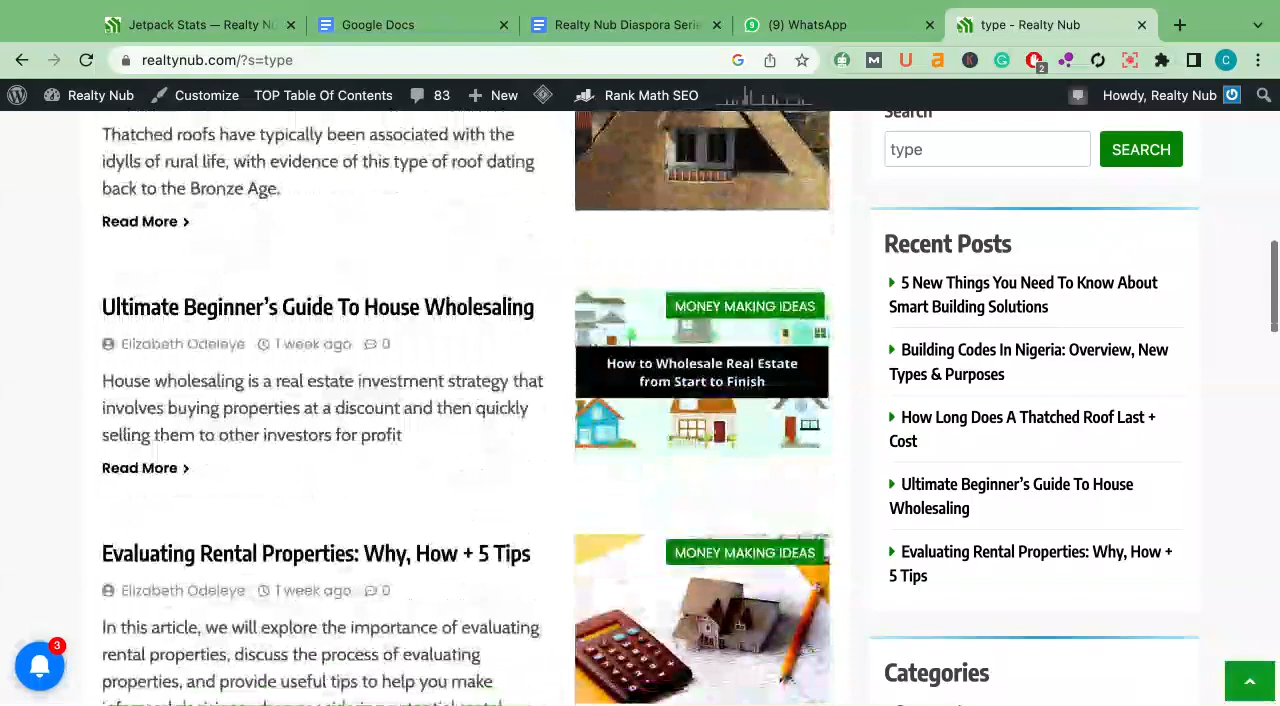 Jetpack Stats — Realty Nu
Google Docs
Realty Nub Diaspora Serie
9
(9) WhatsApp
type - Realty Nub
realtynub.com/?s=type
2
C
Realty Nub
Customize
TOP Table Of Contents
83
New
Rank Math SEO
Howdy, Realty Nub
Thatched roofs have typically been associated with the
idylls of rural life, with evidence of this type of roof dating
back to the Bronze Age.
Read More
Ultimate Beginner's Guide To House Wholesaling
Elizabeth Odeleye 1 week ago 0
House wholesaling is a real estate investment strategy that
involves buying properties at a discount and then quickly
selling them to other investors for profit
Read More
MONEY MAKING IDEAS
How to Wholesale Real Estate
from Start to Finish
Evaluating Rental Properties: Why, How + 5 Tips
Elizabeth Odeleye 1 week ago 0
In this article, we will explore the importance of evaluating
rental properties, discuss the process of evaluating
properties, and provide useful tips to help you make
MONEY MAKING IDEAS
Search
type
SEARCH
Recent Posts
5 New Things You Need To Know About
Smart Building Solutions
Building Codes In Nigeria: Overview, New
Types & Purposes
How Long Does A Thatched Roof Last +
Cost
Ultimate Beginner's Guide To House
Wholesaling
Evaluating Rental Properties: Why, How +
5 Tips
Categories
3